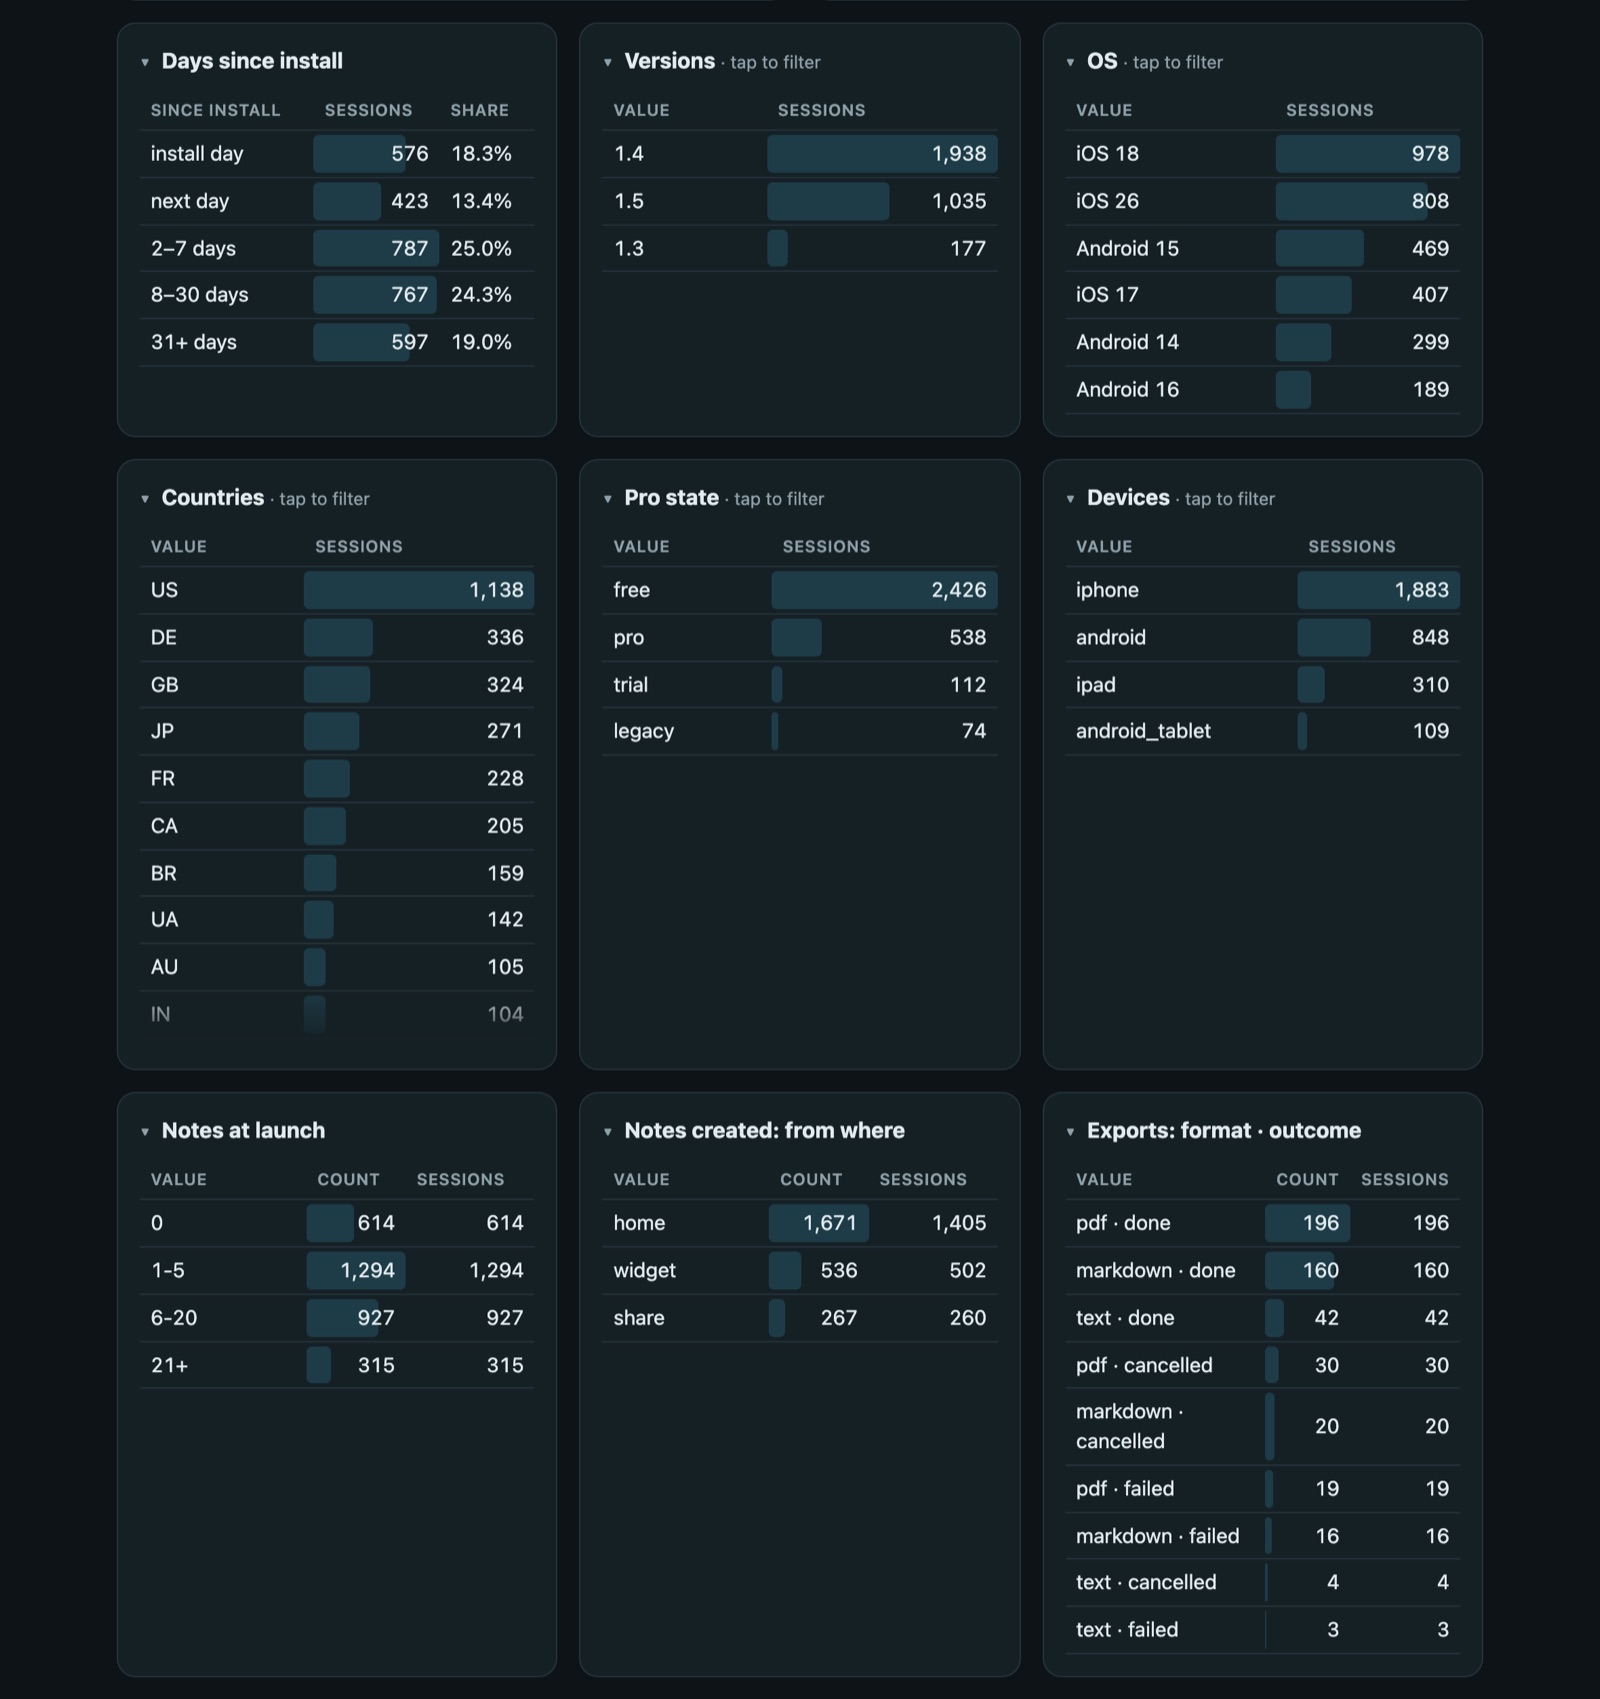 Days since install
SINCE INSTALL SESSIONS SHARE
install day 576 18.3%
next day 423 13.4%
2–7 days 787 25.0%
8–30 days 767 24.3%
31+ days 597 19.0%
Versions · tap to filter
VALUE SESSIONS
1.4 1,938
1.5 1,035
1.3 177
OS · tap to filter
VALUE SESSIONS
iOS 18 978
iOS 26 808
Android 15 469
iOS 17 407
Android 14 299
Android 16 189
Countries · tap to filter
VALUE SESSIONS
US 1,138
DE 336
GB 324
JP 271
FR 228
CA 205
BR 159
UA 142
AU 105
IN 104
Pro state · tap to filter
VALUE SESSIONS
free 2,426
pro 538
trial 112
legacy 74
Devices · tap to filter
VALUE SESSIONS
iphone 1,883
android 848
ipad 310
android_tablet 109
Notes at launch
VALUE COUNT SESSIONS
0 614 614
1-5 1,294 1,294
6-20 927 927
21+ 315 315
Notes created: from where
VALUE COUNT SESSIONS
home 1,671 1,405
widget 536 502
share 267 260
Exports: format · outcome
VALUE COUNT SESSIONS
pdf · done 196 196
markdown · done 160 160
text · done 42 42
pdf · cancelled 30 30
markdown ·
cancelled 20 20
pdf · failed 19 19
markdown · failed 16 16
text · cancelled 4 4
text · failed 3 3